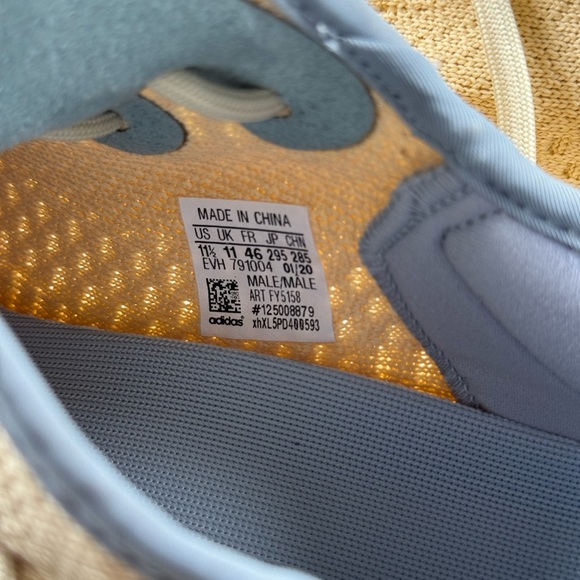 MADE IN CHINA
US UK FR JP CHN
11½ 11 46 295 285
EVH 791004 01/20
MALE/MALE
ART FY5158
#125008879
adidas xhXL5PD400593